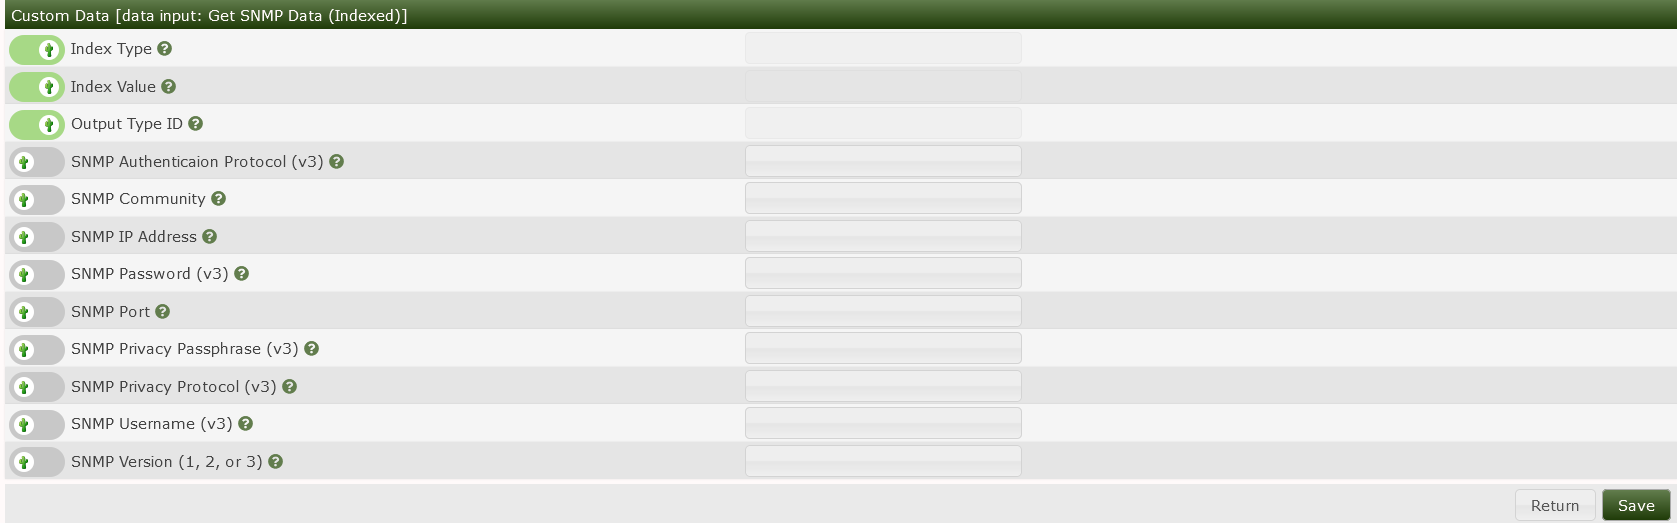 Custom Data [data input: Get SNMP Data (Indexed)]
Index Type
Index Value
Output Type ID
SNMP Authenticaion Protocol (v3)
SNMP Community
SNMP IP Address
SNMP Password (v3)
SNMP Port
SNMP Privacy Passphrase (v3)
SNMP Privacy Protocol (v3)
SNMP Username (v3)
SNMP Version (1, 2, or 3)
Return Save